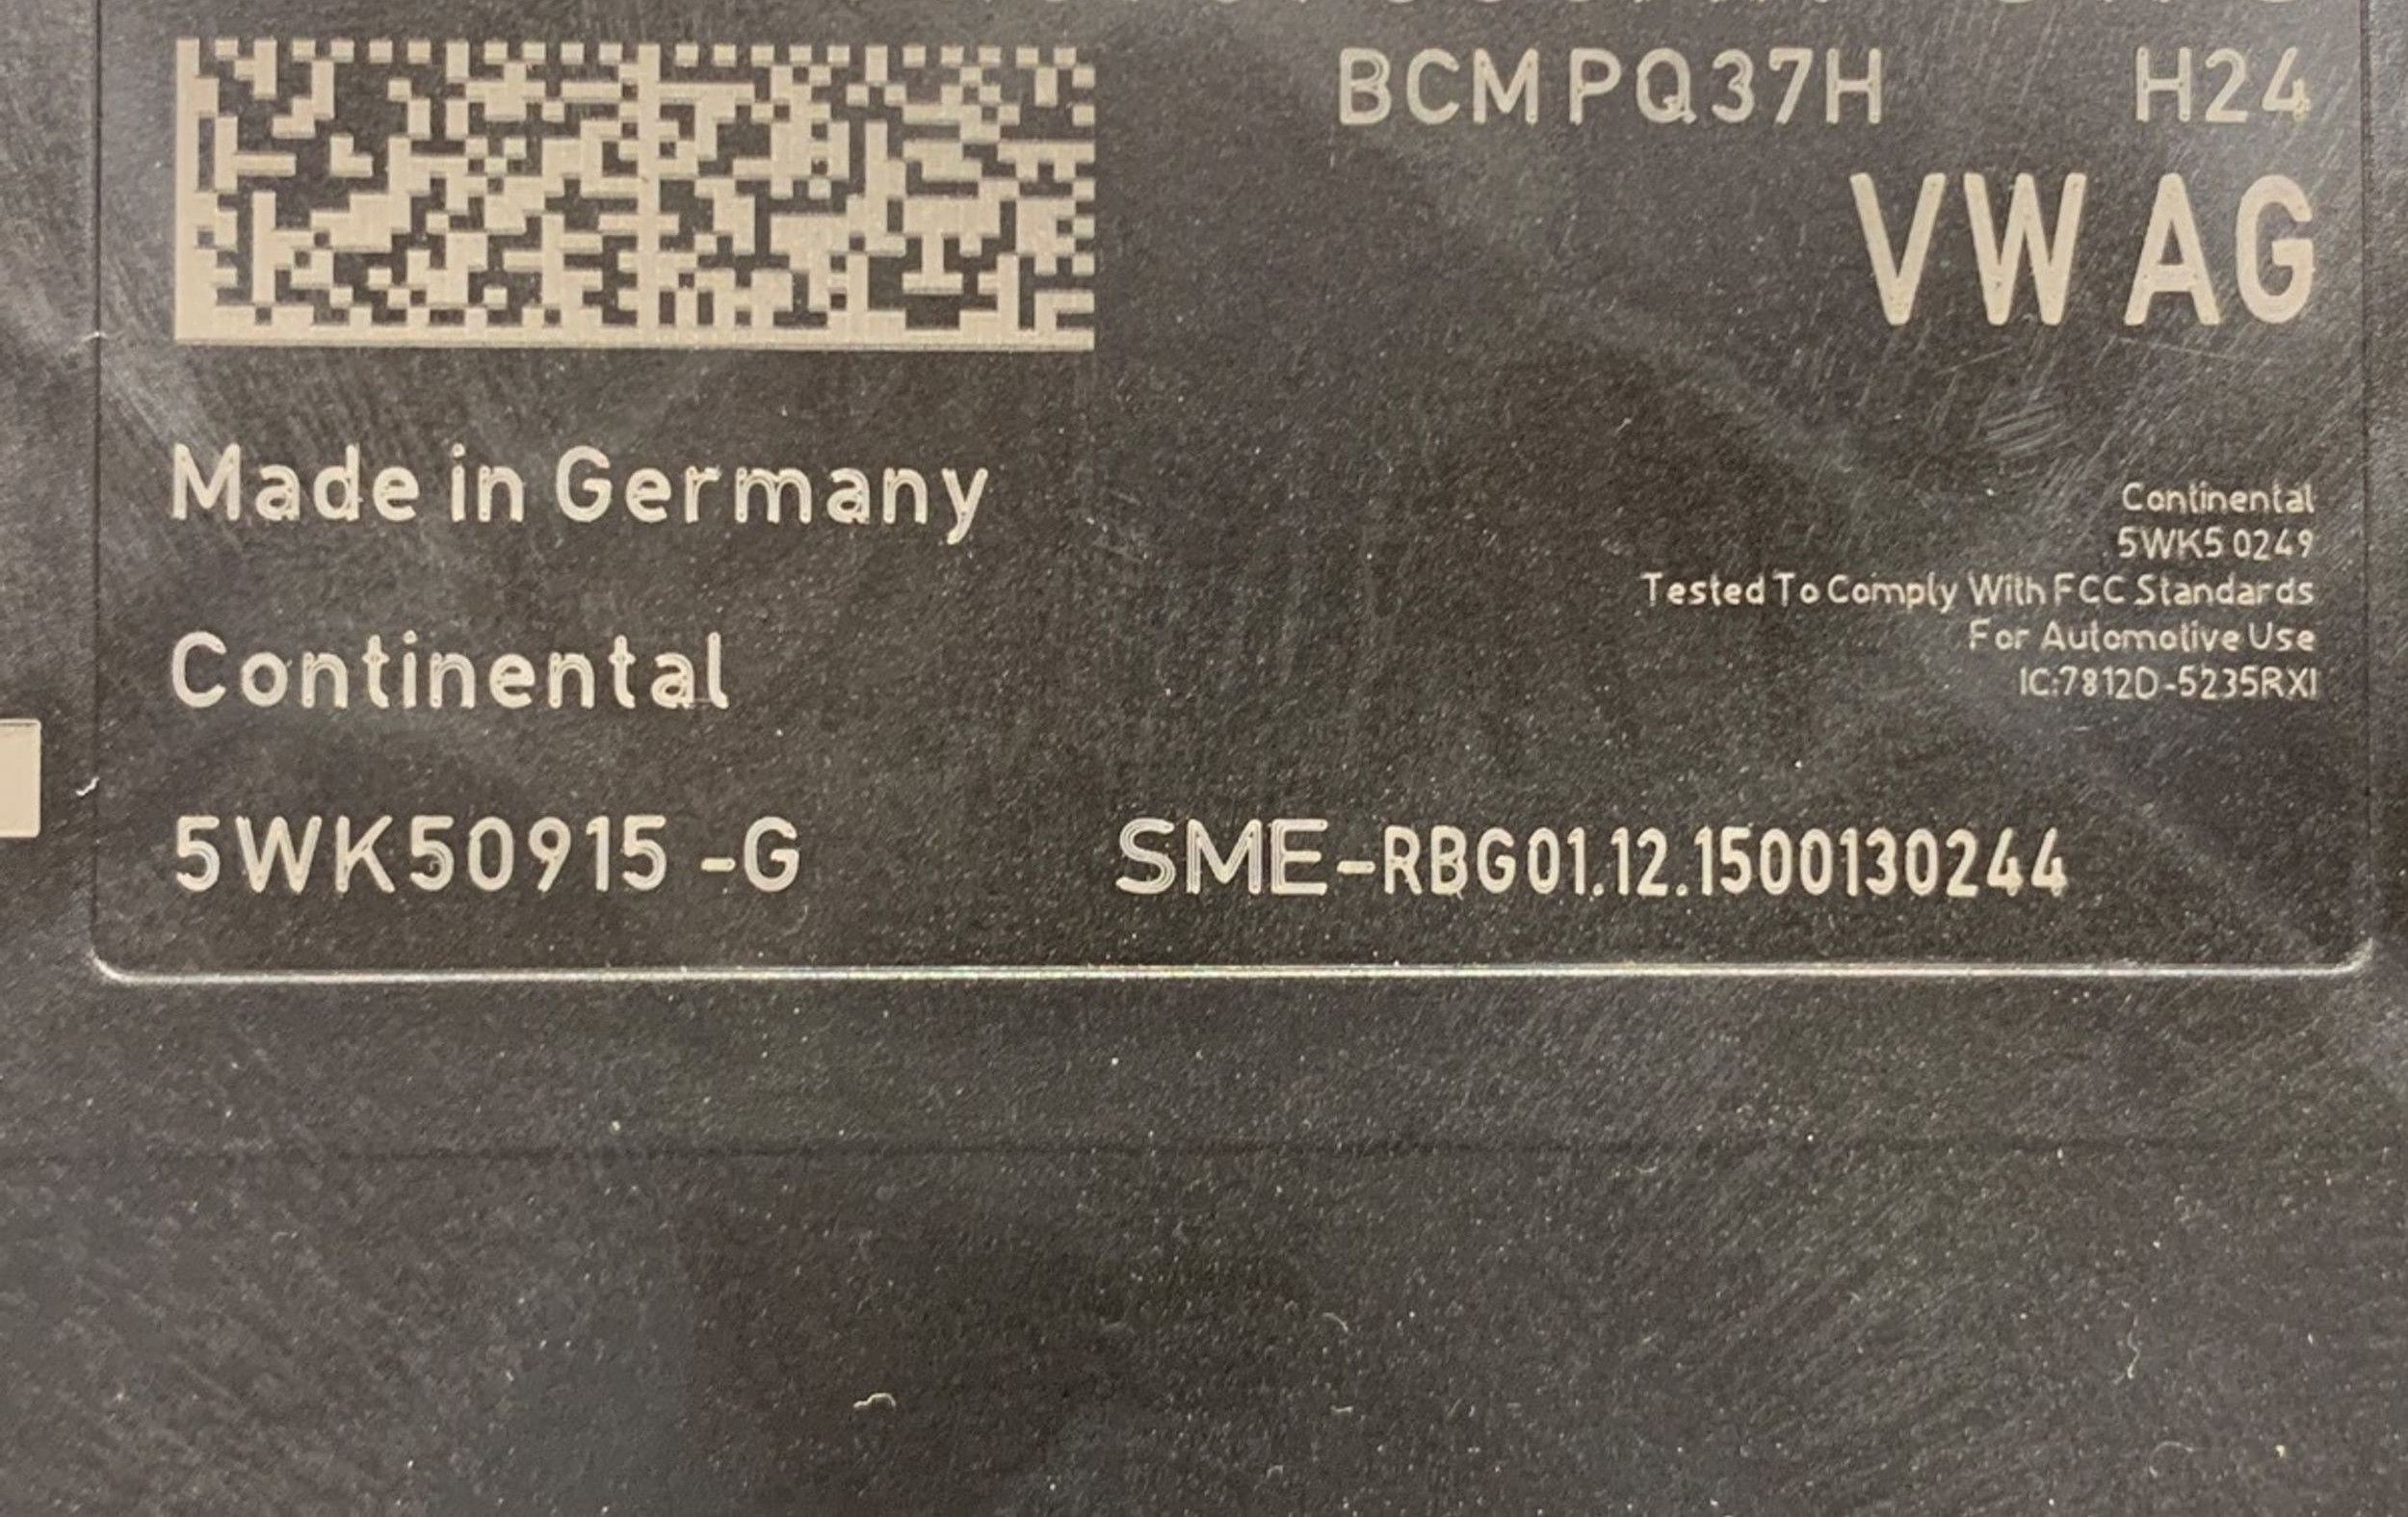 BCM PQ37H H24
VW AG
Made in Germany
Continental
5WK5 0249
Tested To Comply With FCC Standards
For Automotive Use
IC:7812D-5235RXI
Continental
5WK50915 -G SME-RBG01.12.1500130244